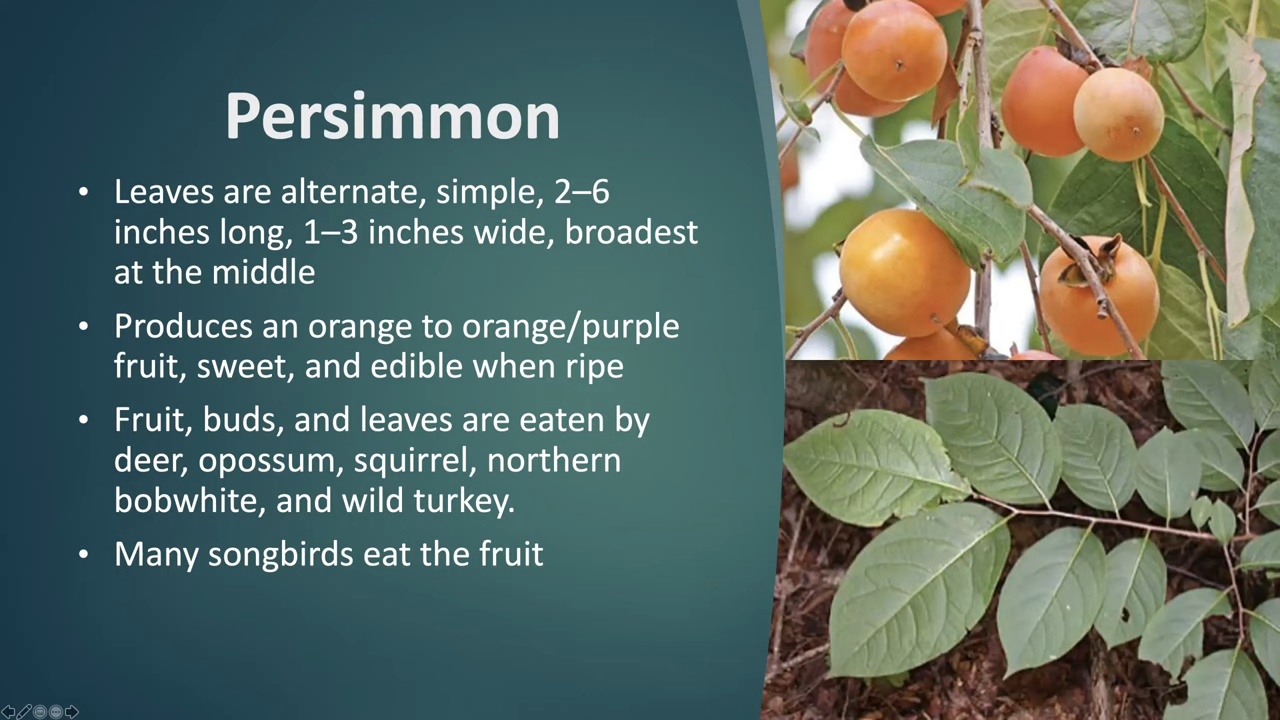 Persimmon
• Leaves are alternate, simple, 2–6
inches long, 1–3 inches wide, broadest
at the middle
• Produces an orange to orange/purple
fruit, sweet, and edible when ripe
• Fruit, buds, and leaves are eaten by
deer, opossum, squirrel, northern
bobwhite, and wild turkey.
• Many songbirds eat the fruit